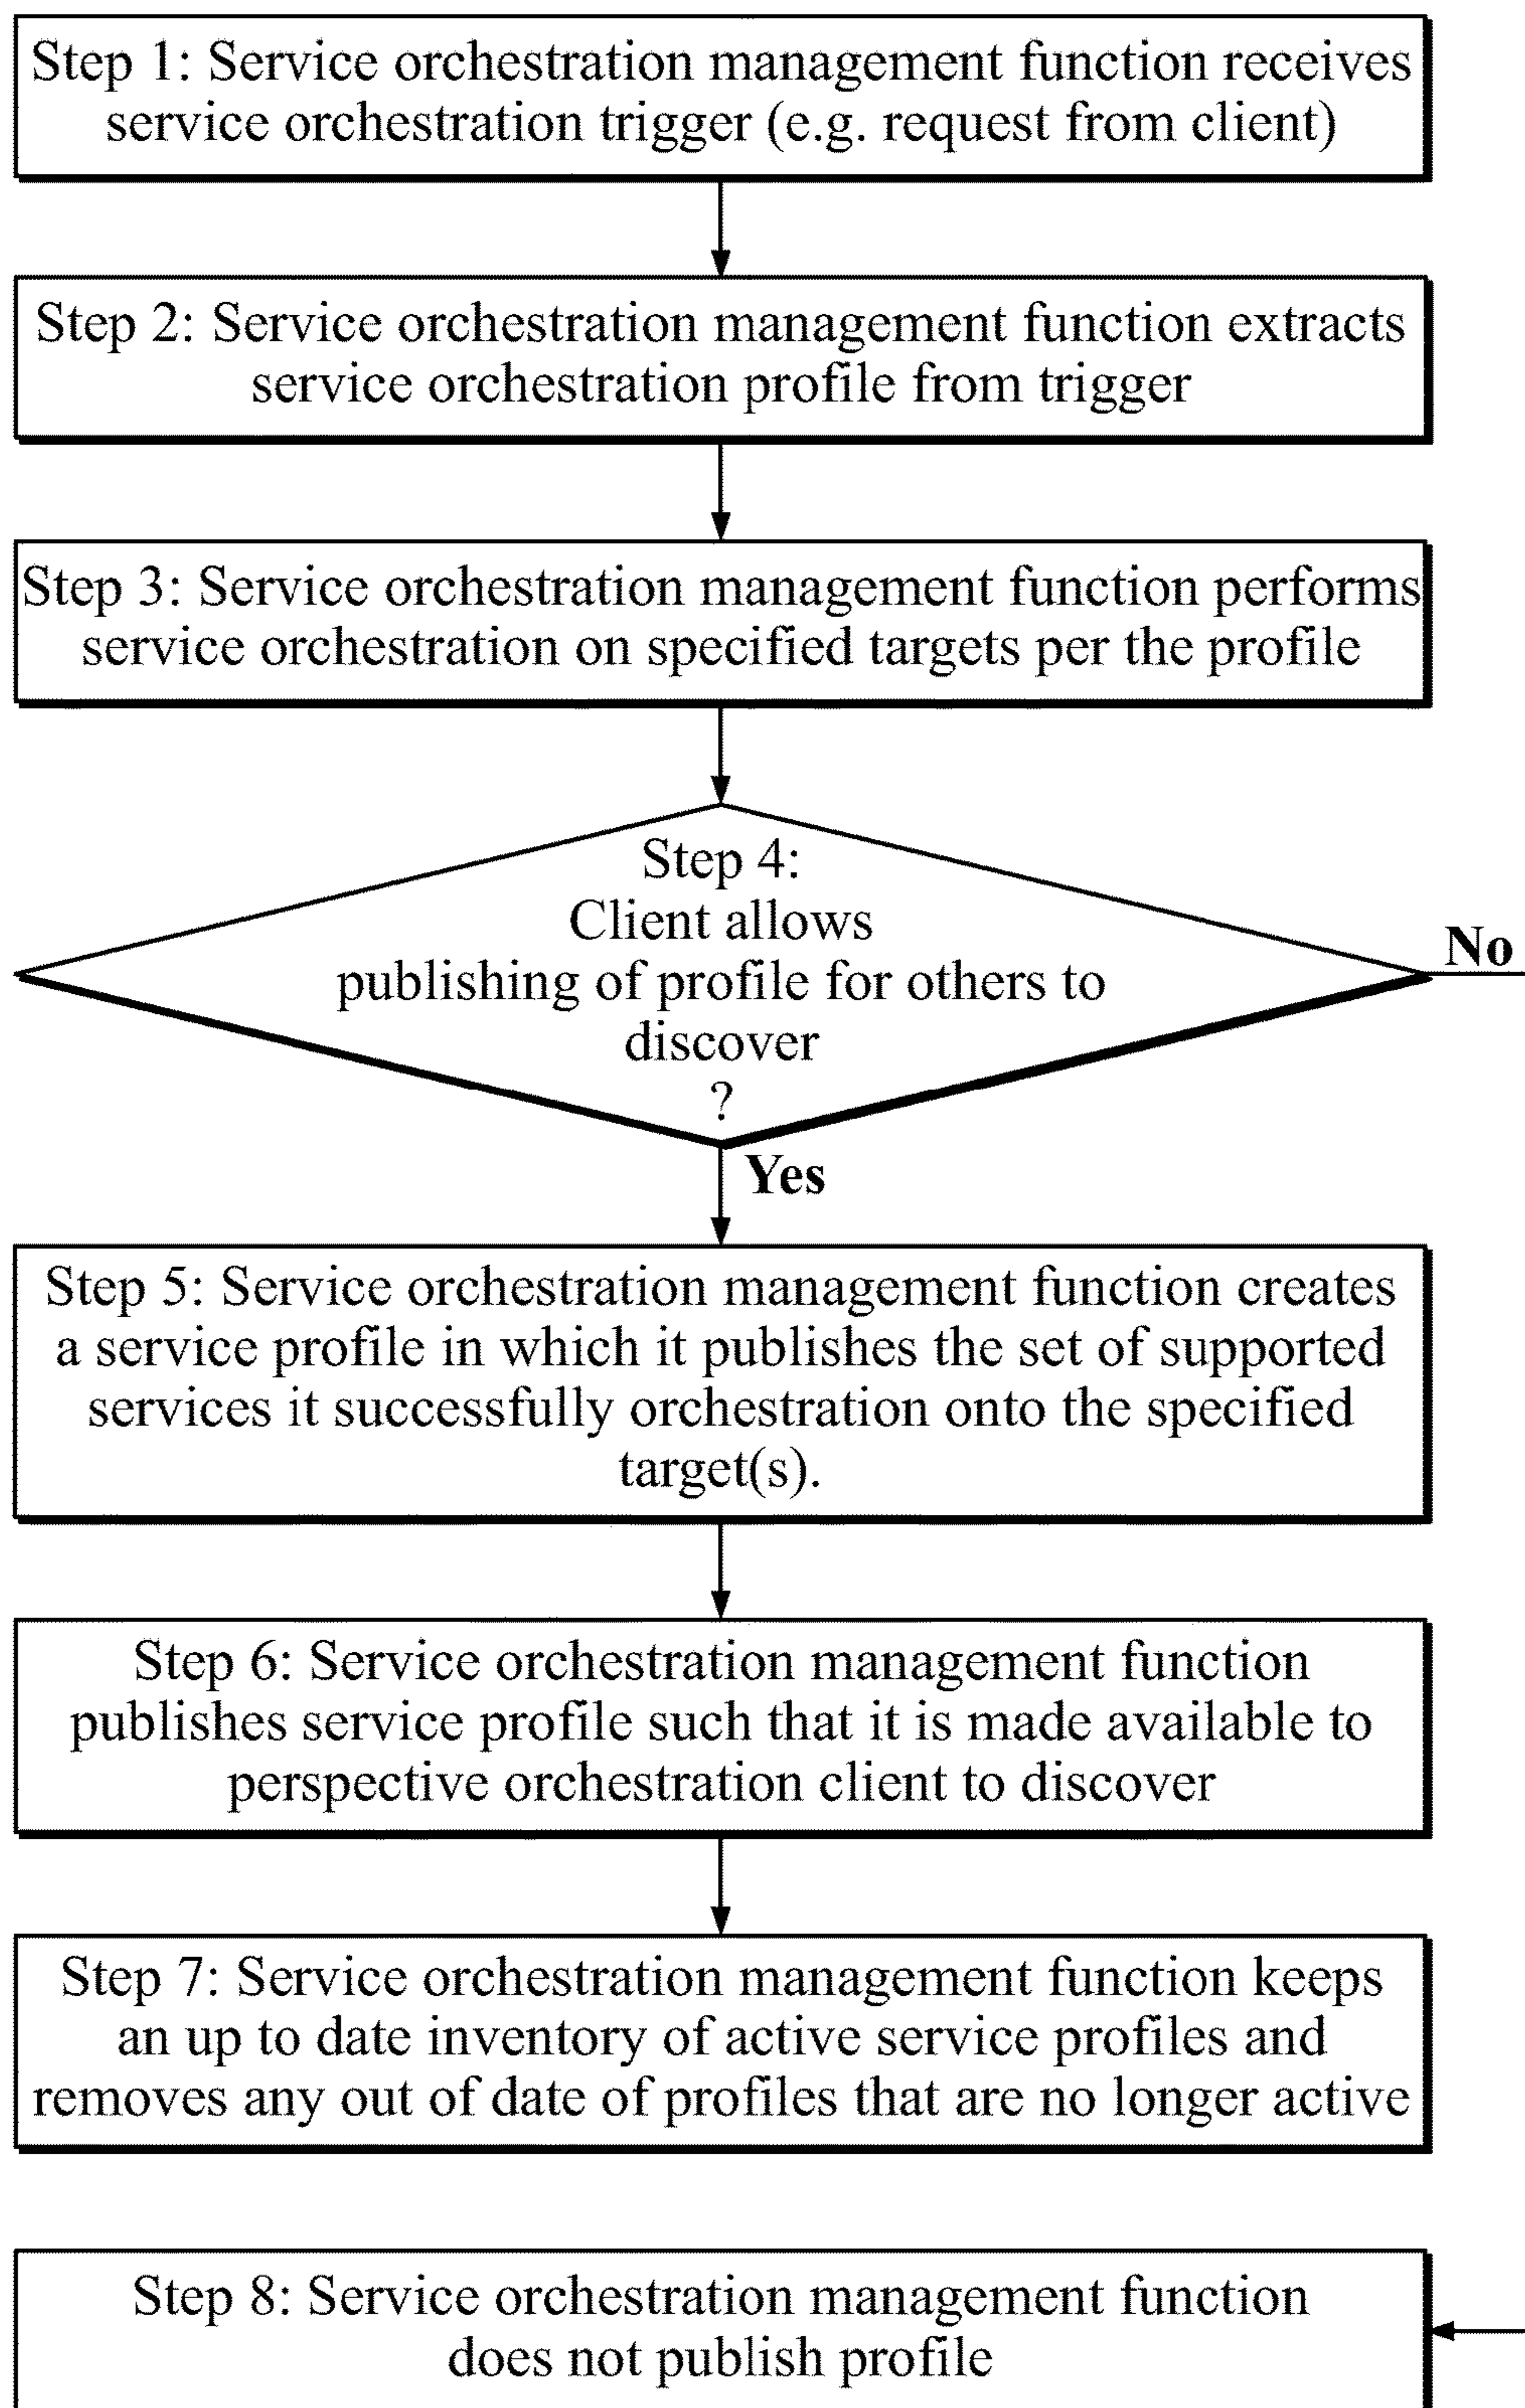 Step 1: Service orchestration management function receives
service orchestration trigger (e.g. request from client)
Step 2: Service orchestration management function extracts
service orchestration profile from trigger
Step 3: Service orchestration management function performs
service orchestration on specified targets per the profile
Step 4:
Client allows
publishing of profile for others to
discover
?
No
Yes
Step 5: Service orchestration management function creates
a service profile in which it publishes the set of supported
services it successfully orchestration onto the specified
target(s).
Step 6: Service orchestration management function
publishes service profile such that it is made available to
perspective orchestration client to discover
Step 7: Service orchestration management function keeps
an up to date inventory of active service profiles and
removes any out of date of profiles that are no longer active
Step 8: Service orchestration management function
does not publish profile